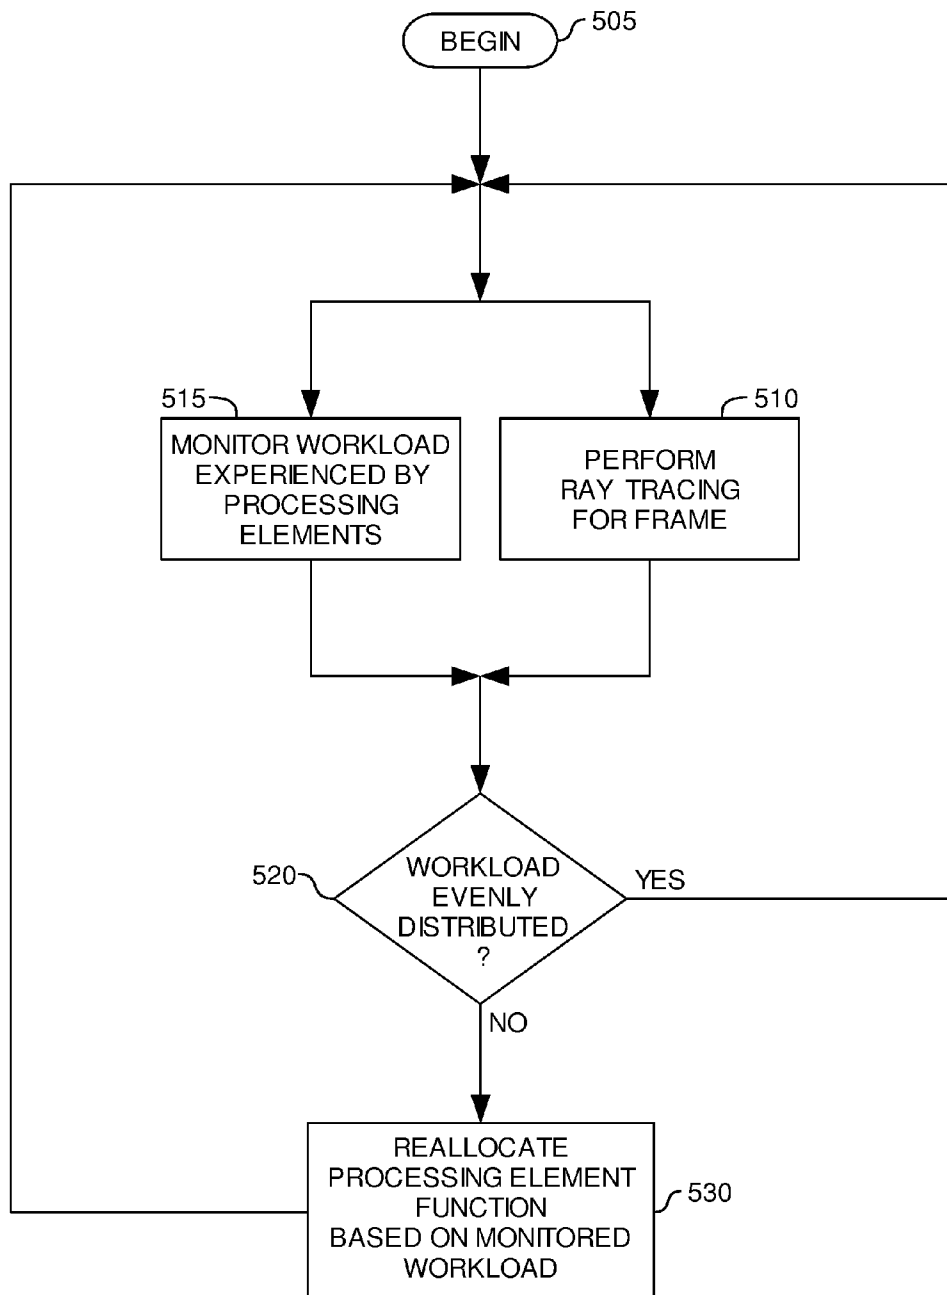 BEGIN
505
515
MONITOR WORKLOAD
EXPERIENCED BY
PROCESSING
ELEMENTS
510
PERFORM
RAY TRACING
FOR FRAME
520
WORKLOAD
EVENLY
DISTRIBUTED
?
YES
NO
REALLOCATE
PROCESSING ELEMENT
FUNCTION
BASED ON MONITORED
WORKLOAD
530